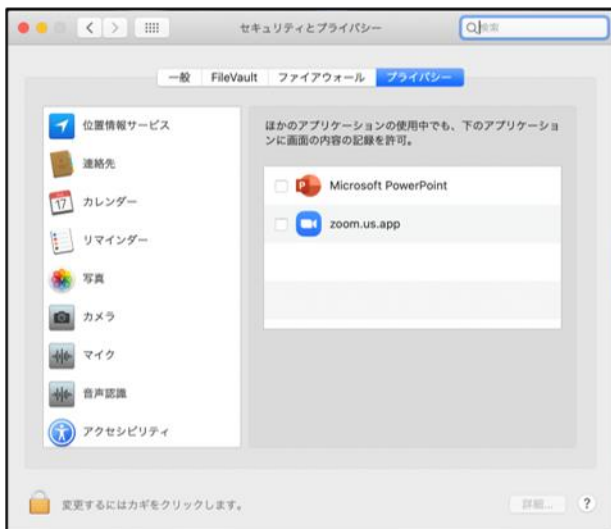 セキュリティとプライバシー
検索
一般 FileVault ファイアウォール プライバシー
位置情報サービス
連絡先
17
カレンダー
リマインダー
写真
カメラ
マイク
音声認識
アクセシビリティ
ほかのアプリケーションの使用中でも、下のアプリケーショ
ンに画面の内容の記録を許可。
Microsoft PowerPoint
zoom.us.app
変更するにはカギをクリックします。
詳細... ?